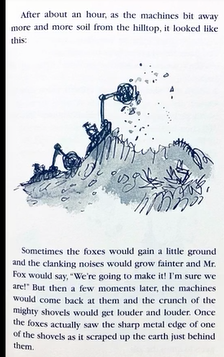 After about an hour, as the machines bit away
more and more soil from the hilltop, it looked like
this:
Sometimes the foxes would gain a little ground
and the clanking noises would grow fainter and Mr.
Fox would say, "We're going to make it! I'm sure we
are!" But then a few moments later, the machines
would come back at them and the crunch of the
mighty shovels would get louder and louder. Once
the foxes actually saw the sharp metal edge of one
of the shovels as it scraped up the earth just behind
them.